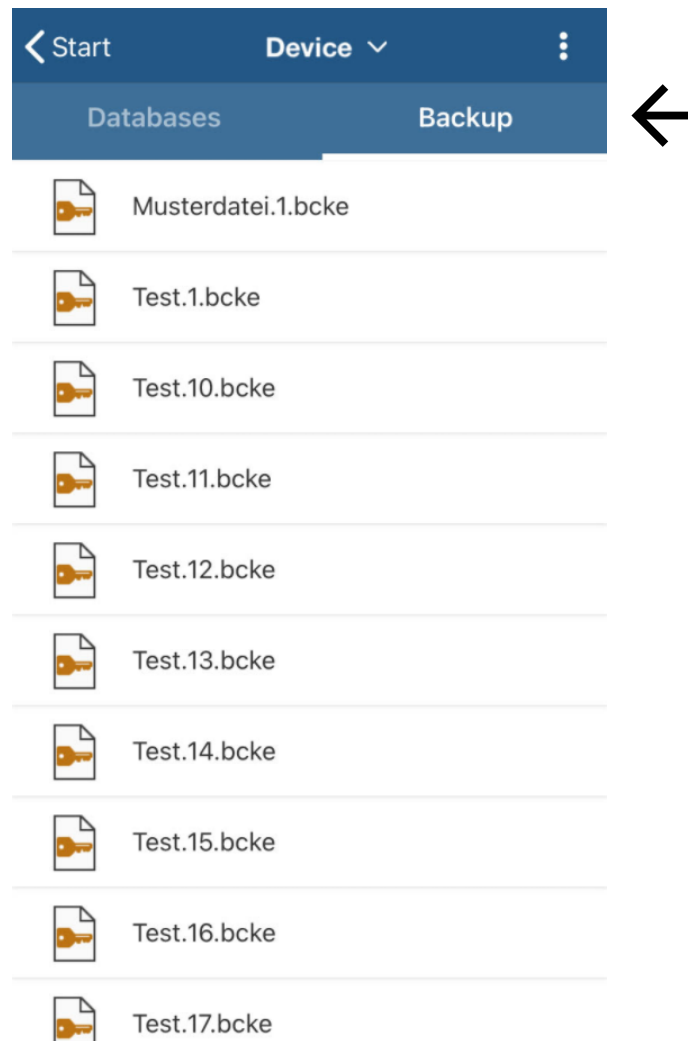 Start Device
Databases Backup
Musterdatei.1.bcke
Test.1.bcke
Test.10.bcke
Test.11.bcke
Test.12.bcke
Test.13.bcke
Test.14.bcke
Test.15.bcke
Test.16.bcke
Test.17.bcke